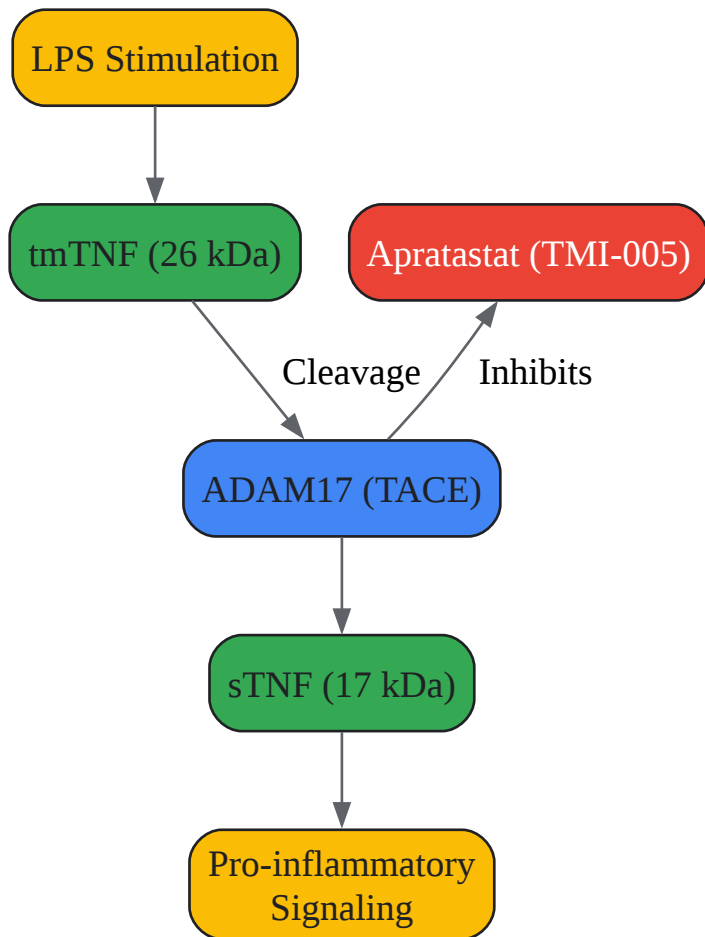 LPS Stimulation
tmTNF (26 kDa)
Apratastat (TMI-005)
Cleavage
Inhibits
ADAM17 (TACE)
sTNF (17 kDa)
Pro-inflammatory
Signaling